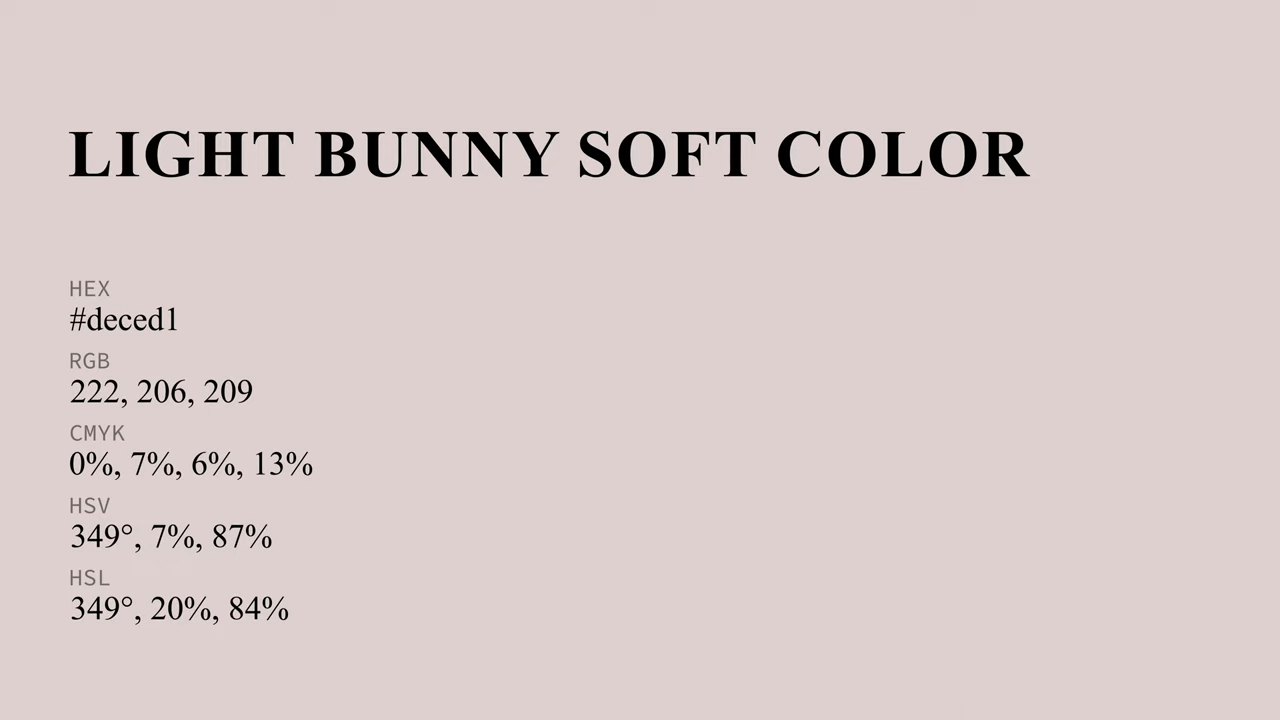 LIGHT BUNNY SOFT COLOR
HEX
#deced1
RGB
222, 206, 209
CMYK
0%, 7%, 6%, 13%
HSV
349°, 7%, 87%
HSL
349°, 20%, 84%